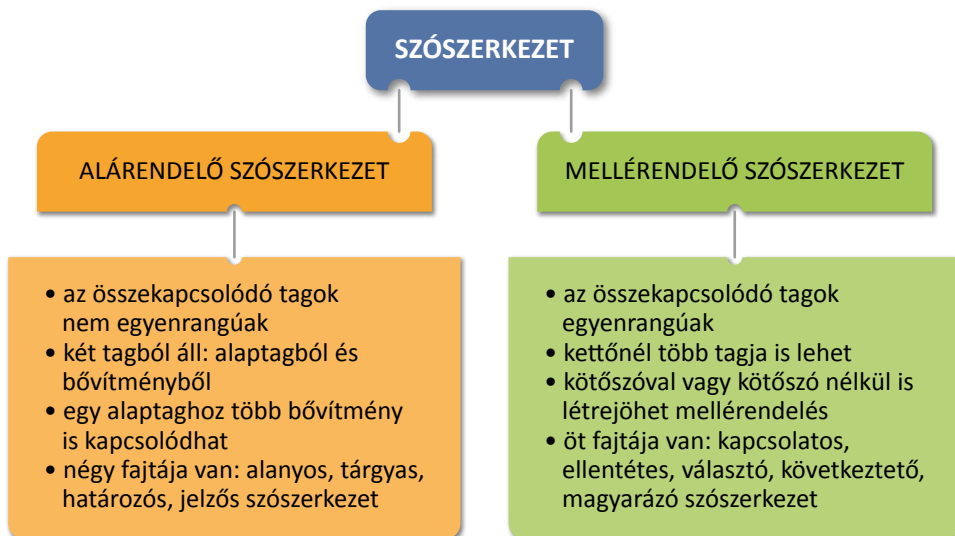 SZÓSZERKEZET
ALÁRENDELŐ SZÓSZERKEZET
• az összekapcsolódó tagok
nem egyenrangúak
• két tagból áll: alaptagból és
bővítményből
• egy alaptaghoz több bővítmény
is kapcsolódhat
• négy fajtája van: alanyos, tárgyas,
határozós, jelzős szószerkezet
MELLÉRENDELŐ SZÓSZERKEZET
• az összekapcsolódó tagok
egyenrangúak
• kettőnél több tagja is lehet
• kötőszóval vagy kötőszó nélkül is
létrejöhet mellérendelés
• öt fajtája van: kapcsolatos,
ellentétes, választó, következtető,
magyarázó szószerkezet